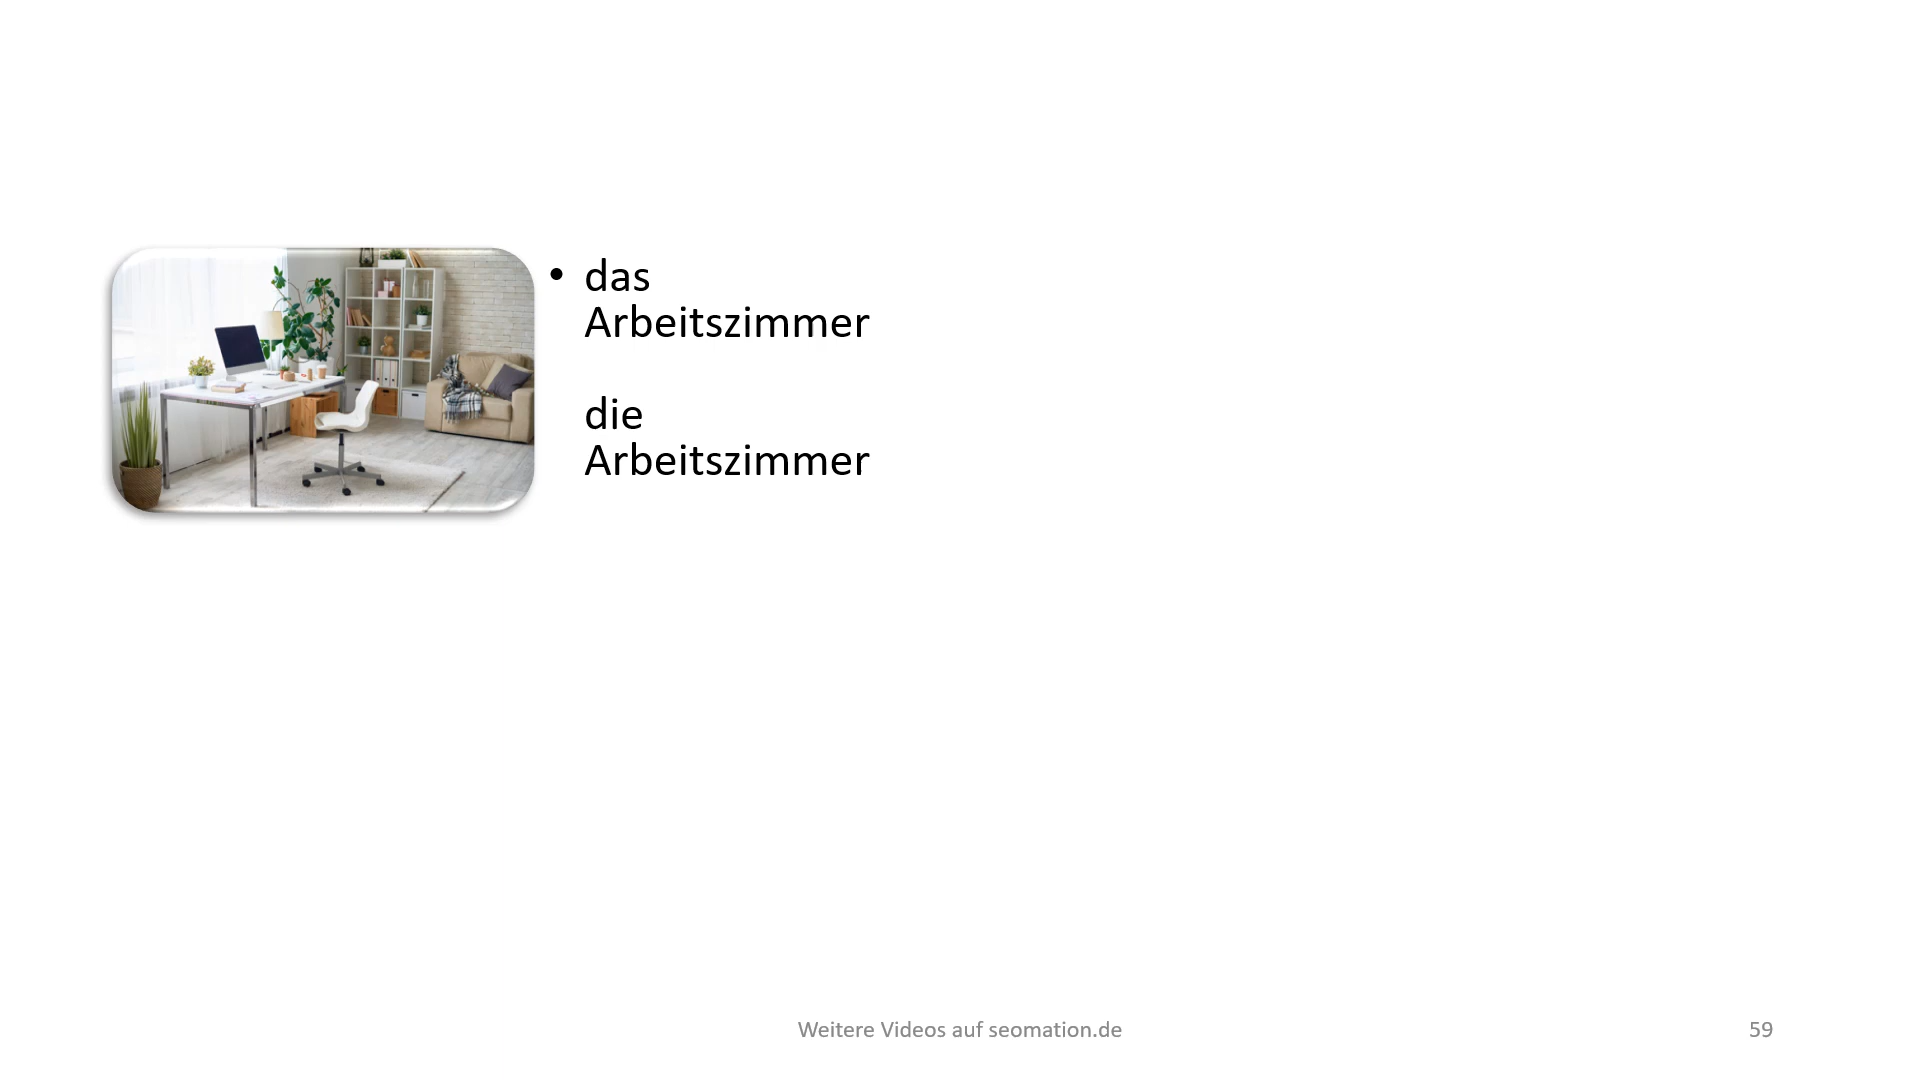 • das
Arbeitszimmer
die
Arbeitszimmer
Weitere Videos auf seomation.de
59